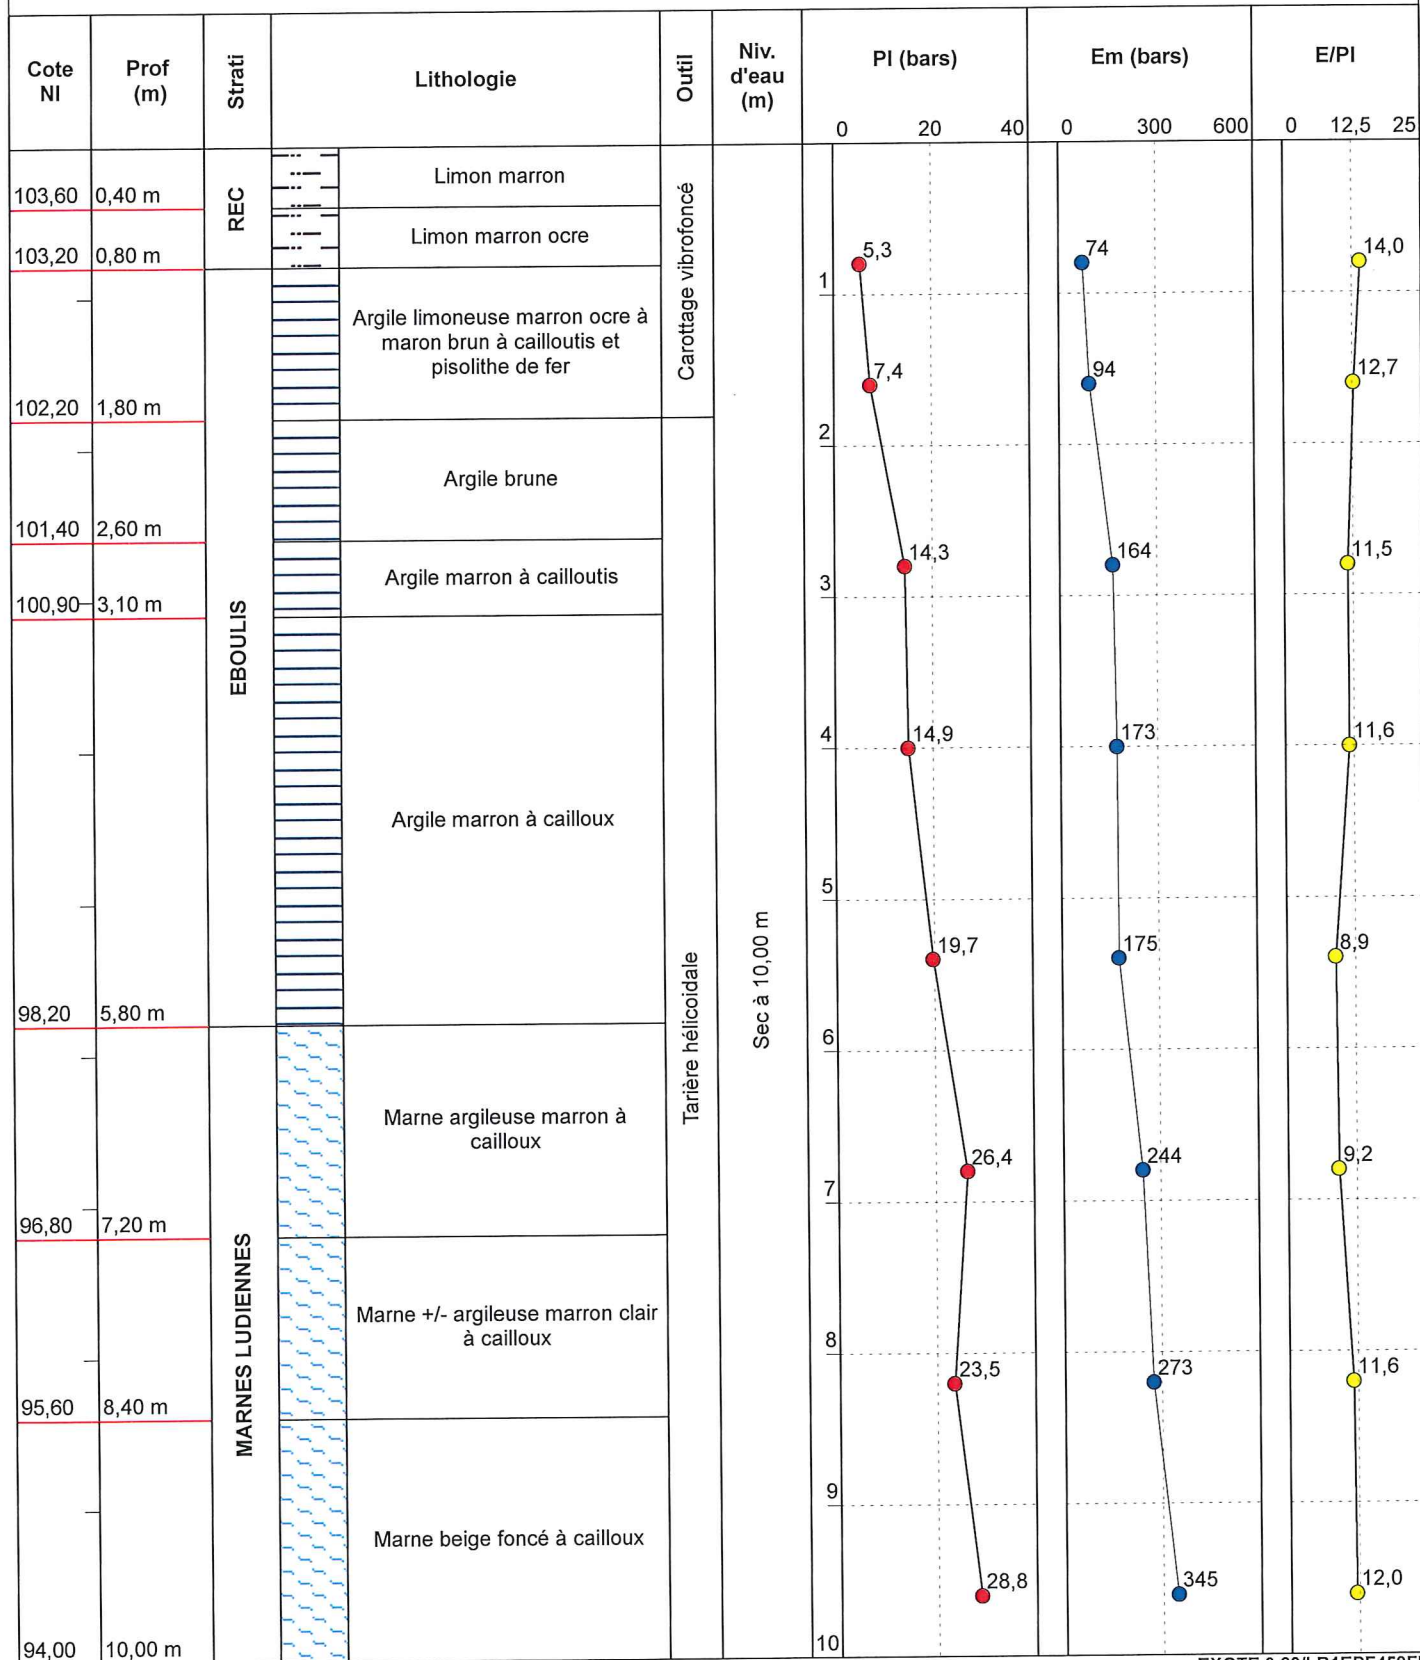 Cote
NI
Prof
(m)
Strati
Lithologie
Outil
Niv.
d'eau
(m)
Pl (bars)
0 20 40
Em (bars)
0 300 600
E/Pl
0 12,5 25
103,60 0,40 m
103,20 0,80 m
102,20 1,80 m
101,40 2,60 m
100,90 3,10 m
98,20 5,80 m
96,80 7,20 m
95,60 8,40 m
94,00 10,00 m
REC
EBOULIS
MARNES LUDIENNES
Limon marron
Limon marron ocre
Argile limoneuse marron ocre à
maron brun à cailloutis et
pisolithe de fer
Argile brune
Argile marron à cailloutis
Argile marron à cailloux
Marne argileuse marron à
cailloux
Marne +/- argileuse marron clair
à cailloux
Marne beige foncé à cailloux
Carottage vibrofoncé
Tarière hélicoidale
Sec à 10,00 m
1
2
3
4
5
6
7
8
9
10
5,3
7,4
14,3
14,9
19,7
26,4
23,5
28,8
74
94
164
173
175
244
273
345
14,0
12,7
11,5
11,6
8,9
9,2
11,6
12,0